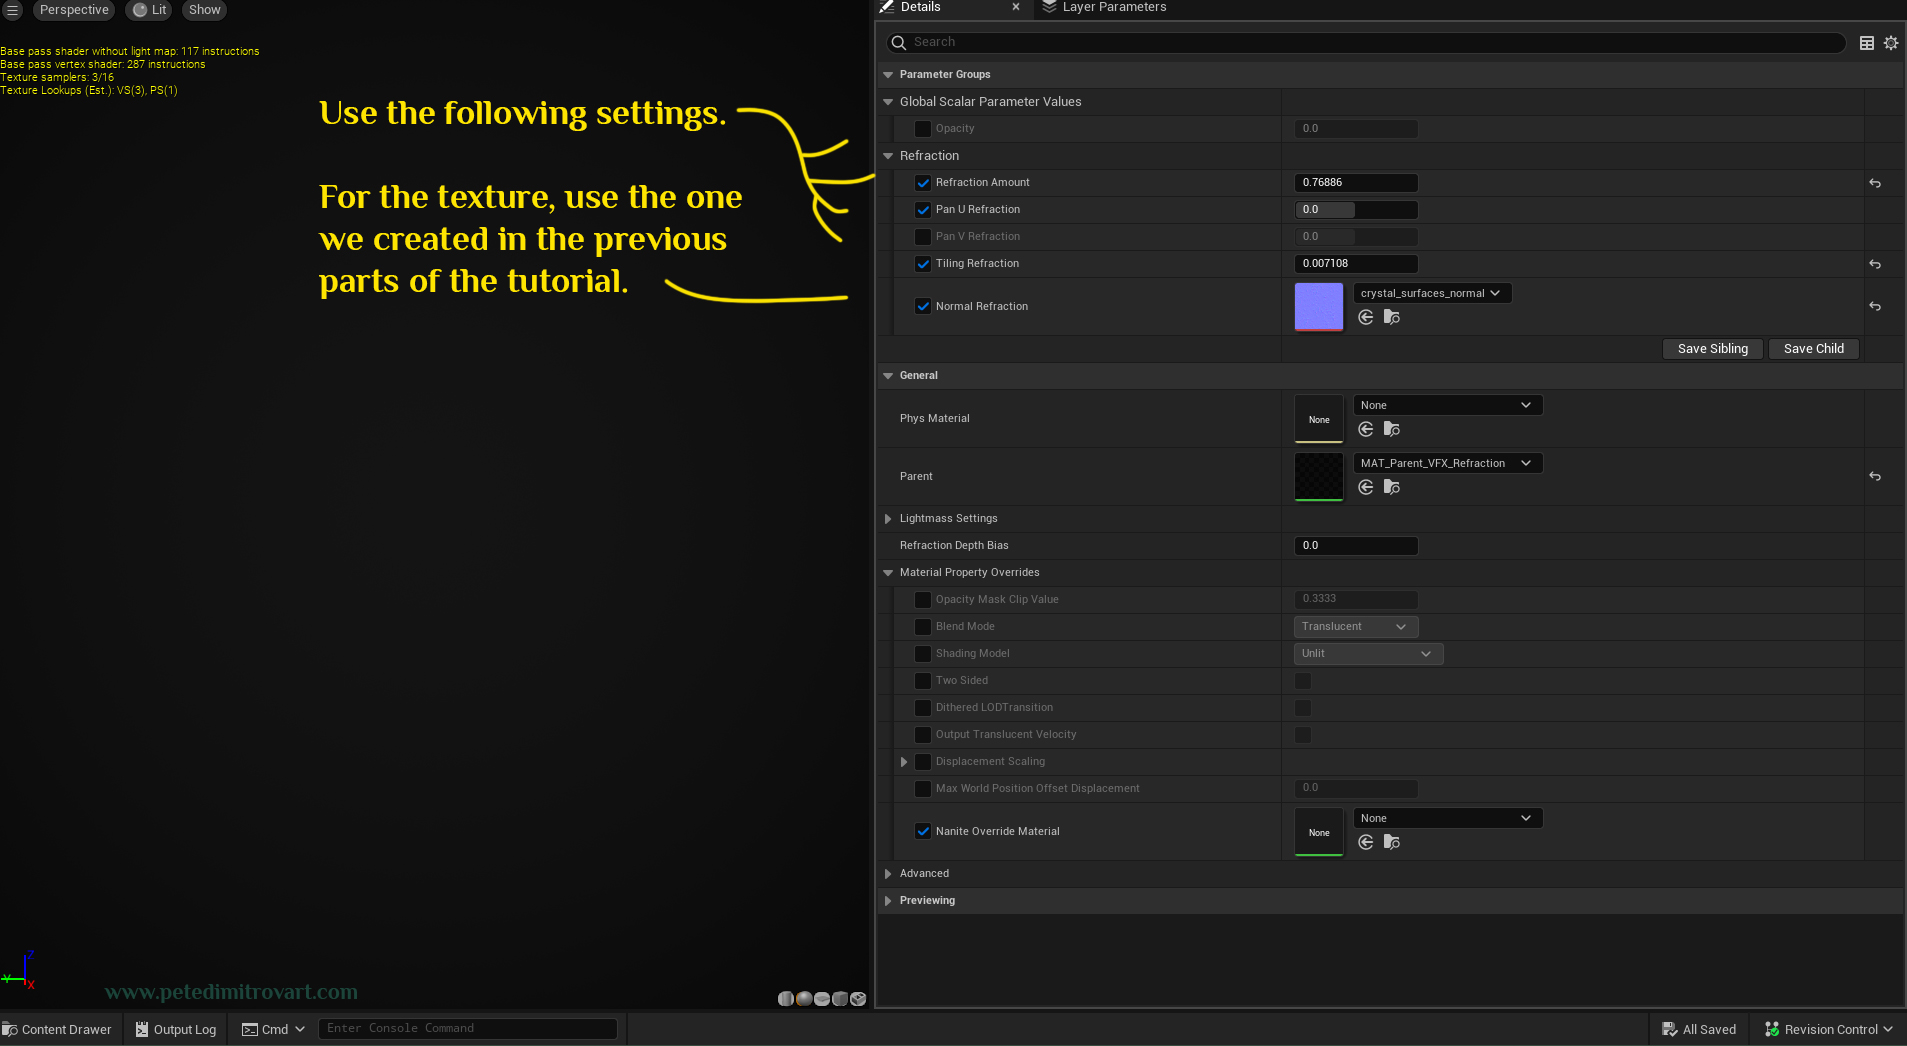 Perspective
Lit
Show
Base pass shader without light map: 117 instructions
Base pass vertex shader: 287 instructions
Texture samplers: 3/16
Texture Lookups (Est.): VS(3), PS(1)
Use the following settings.
For the texture, use the one
we created in the previous
parts of the tutorial.
Z
Y
X
www.petedimitrovart.com
Details
Layer Parameters
Search
Parameter Groups
Global Scalar Parameter Values
Opacity 0.0
Refraction
Refraction Amount 0.76886
Pan U Refraction 0.0
Pan V Refraction 0.0
Tiling Refraction 0.007108
Normal Refraction crystal_surfaces_normal
Save Sibling Save Child
General
Phys Material None None
Parent MAT_Parent_VFX_Refraction
Lightmass Settings
Refraction Depth Bias 0.0
Material Property Overrides
Opacity Mask Clip Value 0.3333
Blend Mode Translucent
Shading Model Unlit
Two Sided
Dithered LODTransition
Output Translucent Velocity
Displacement Scaling
Max World Position Offset Displacement 0.0
Nanite Override Material None None
Advanced
Previewing
Content Drawer
Output Log
Cmd
Enter Console Command
All Saved
Revision Control